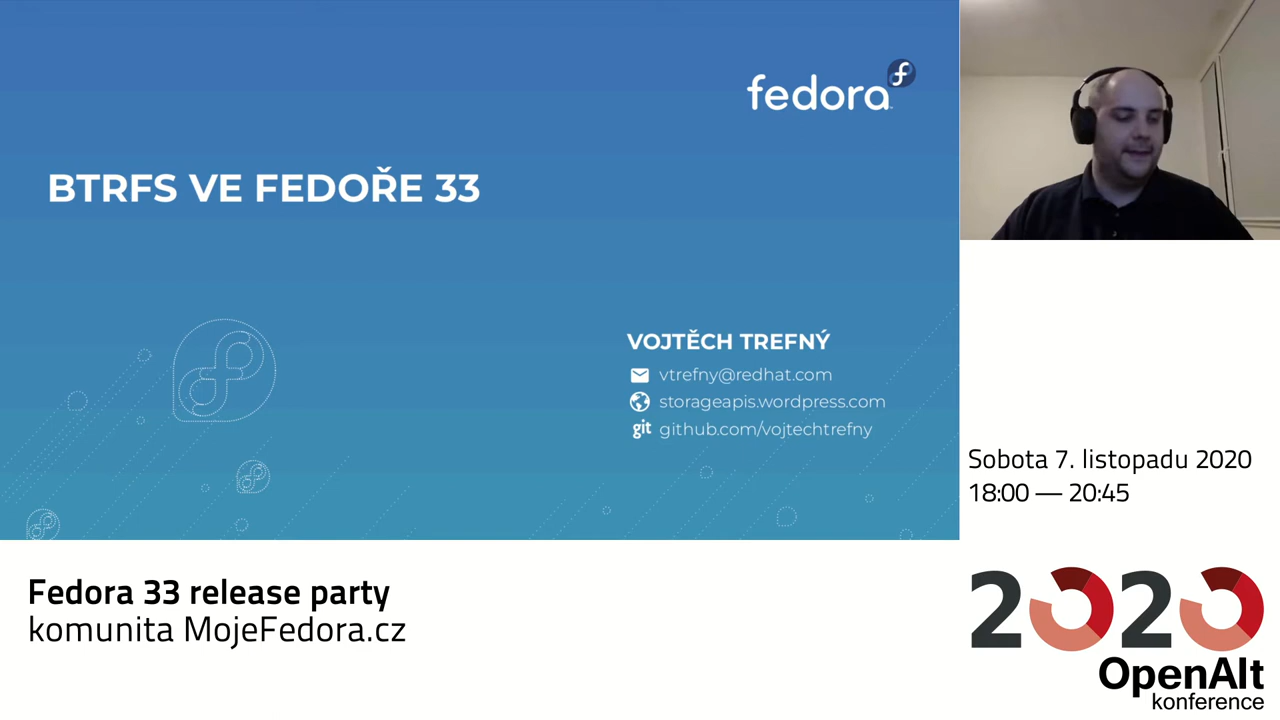 fedora
BTRFS VE FEDOŘE 33
VOJTĚCH TREFNÝ
vtrefny@redhat.com
storageapis.wordpress.com
git github.com/vojtechtrefny
Sobota 7. listopadu 2020
18:00 — 20:45
Fedora 33 release party
komunita MojeFedora.cz
2020
OpenAlt
konference